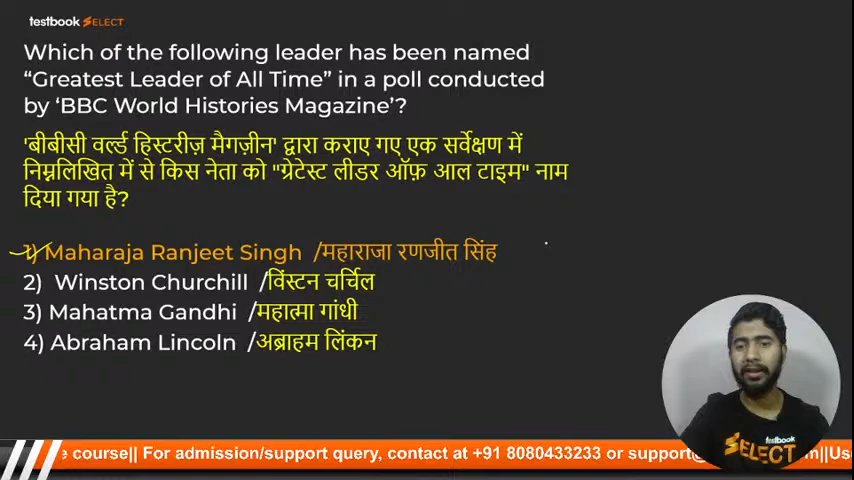 testbook SELECT
Which of the following leader has been named
“Greatest Leader of All Time” in a poll conducted
by ‘BBC World Histories Magazine’?
'बीबीसी वर्ल्ड हिस्टरीज़ मैगज़ीन' द्वारा कराए गए एक सर्वेक्षण में
निम्नलिखित में से किस नेता को "ग्रेटेस्ट लीडर ऑफ़ आल टाइम" नाम
दिया गया है?
1) Maharaja Ranjeet Singh /महाराजा रणजीत सिंह
2) Winston Churchill /विंस्टन चर्चिल
3) Mahatma Gandhi /महात्मा गांधी
4) Abraham Lincoln /अब्राहम लिंकन
testbook
SELECT
e course|| For admission/support query, contact at +91 8080433233 or support@ m||Us